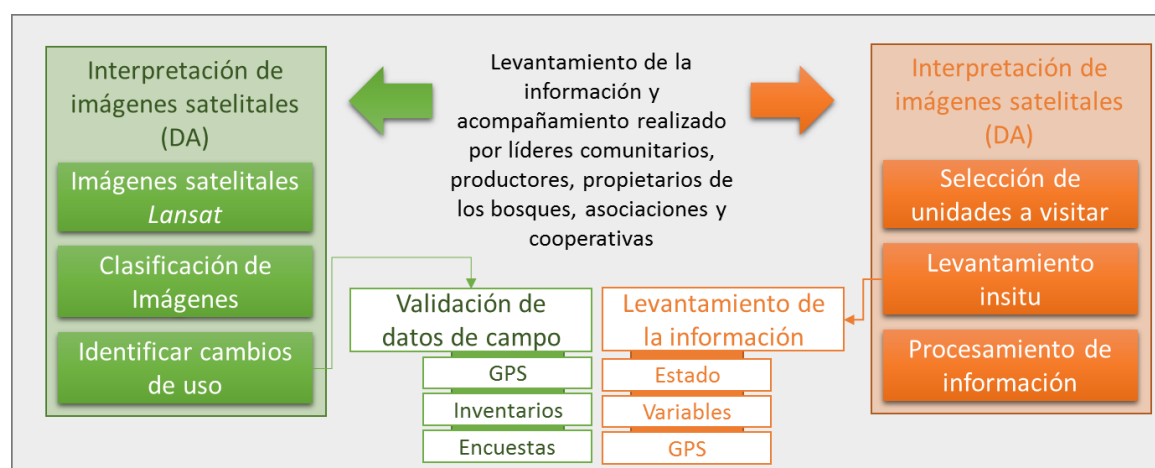 Interpretación de
imágenes satelitales
(DA)
Imágenes satelitales
Lansat
Clasificación de
Imágenes
Identificar cambios
de uso
Levantamiento de la
información y
acompañamiento realizado
por líderes comunitarios,
productores, propietarios de
los bosques, asociaciones y
cooperativas
Validación de
datos de campo
GPS
Inventarios
Encuestas
Levantamiento de
la información
Estado
Variables
GPS
Interpretación de
imágenes satelitales
(DA)
Selección de
unidades a visitar
Levantamiento
insitu
Procesamiento de
información